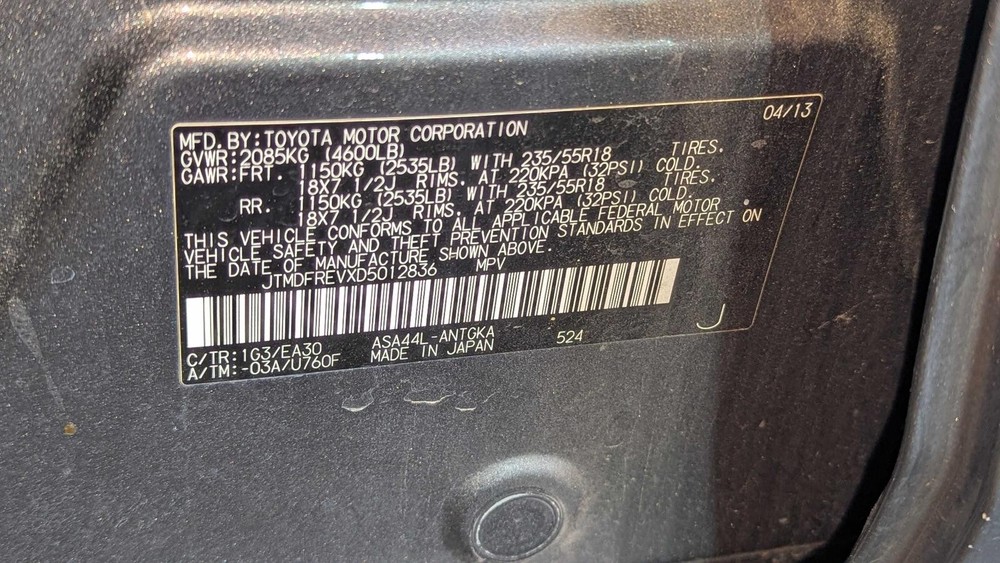 04/13
MFD.BY:TOYOTA MOTOR CORPORATION
GVWR:2085KG (4600LB)
GAWR:FRT. 1150KG (2535LB) WITH 235/55R18 TIRES.
18X7 1/2J RIMS. AT 220KPA (32PSI) COLD.
RR. 1150KG (2535LB) WITH 235/55R18 TIRES.
18X7 1/2J RIMS. AT 220KPA (32PSI) COLD.
THIS VEHICLE CONFORMS TO ALL APPLICABLE FEDERAL MOTOR
VEHICLE SAFETY AND THEFT PREVENTION STANDARDS IN EFFECT ON
THE DATE OF MANUFACTURE SHOWN ABOVE.
JTMDFREVXD5012836 MPV
C/TR:1G3/EA30 ASA44L-ANTGKA 524 J
A/TM:-03A/U760F MADE IN JAPAN